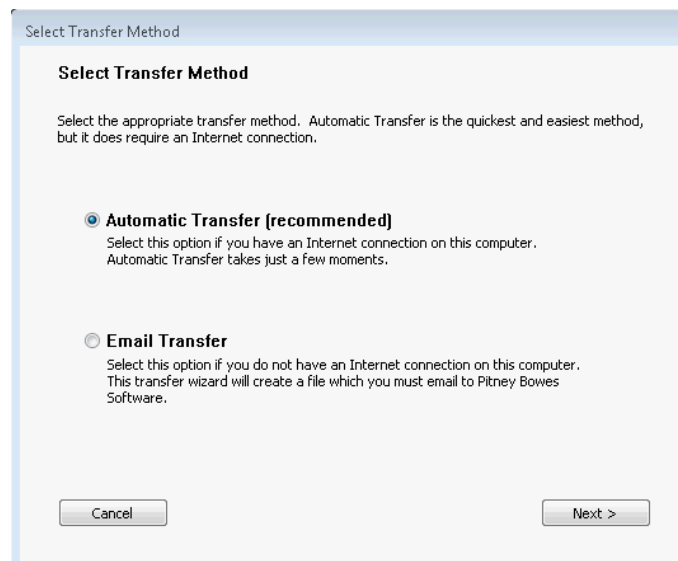 Select Transfer Method
Select Transfer Method
Select the appropriate transfer method.  Automatic Transfer is the quickest and easiest method,
but it does require an Internet connection.
Automatic Transfer (recommended)
Select this option if you have an Internet connection on this computer.
Automatic Transfer takes just a few moments.
Email Transfer
Select this option if you do not have an Internet connection on this computer.
This transfer wizard will create a file which you must email to Pitney Bowes
Software.
Cancel
Next >